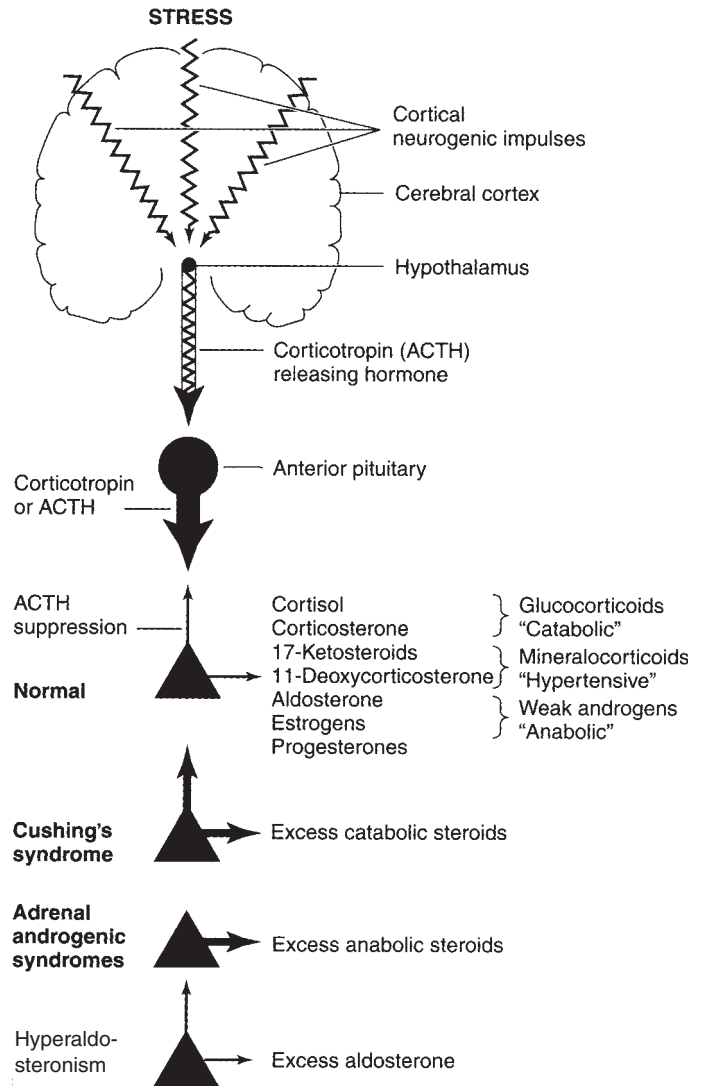 STRESS
Cortical
neurogenic impulses
Cerebral cortex
Hypothalamus
Corticotropin (ACTH)
releasing hormone
Anterior pituitary
Corticotropin
or ACTH
ACTH
suppression
Normal
Cortisol
Corticosterone
17-Ketosteroids
11-Deoxycorticosterone
Aldosterone
Estrogens
Progesterones
Glucocorticoids
“Catabolic”
Mineralocorticoids
“Hypertensive”
Weak androgens
“Anabolic”
Cushing's
syndrome
Excess catabolic steroids
Adrenal
androgenic
syndromes
Excess anabolic steroids
Hyperaldo-
steronism
Excess aldosterone